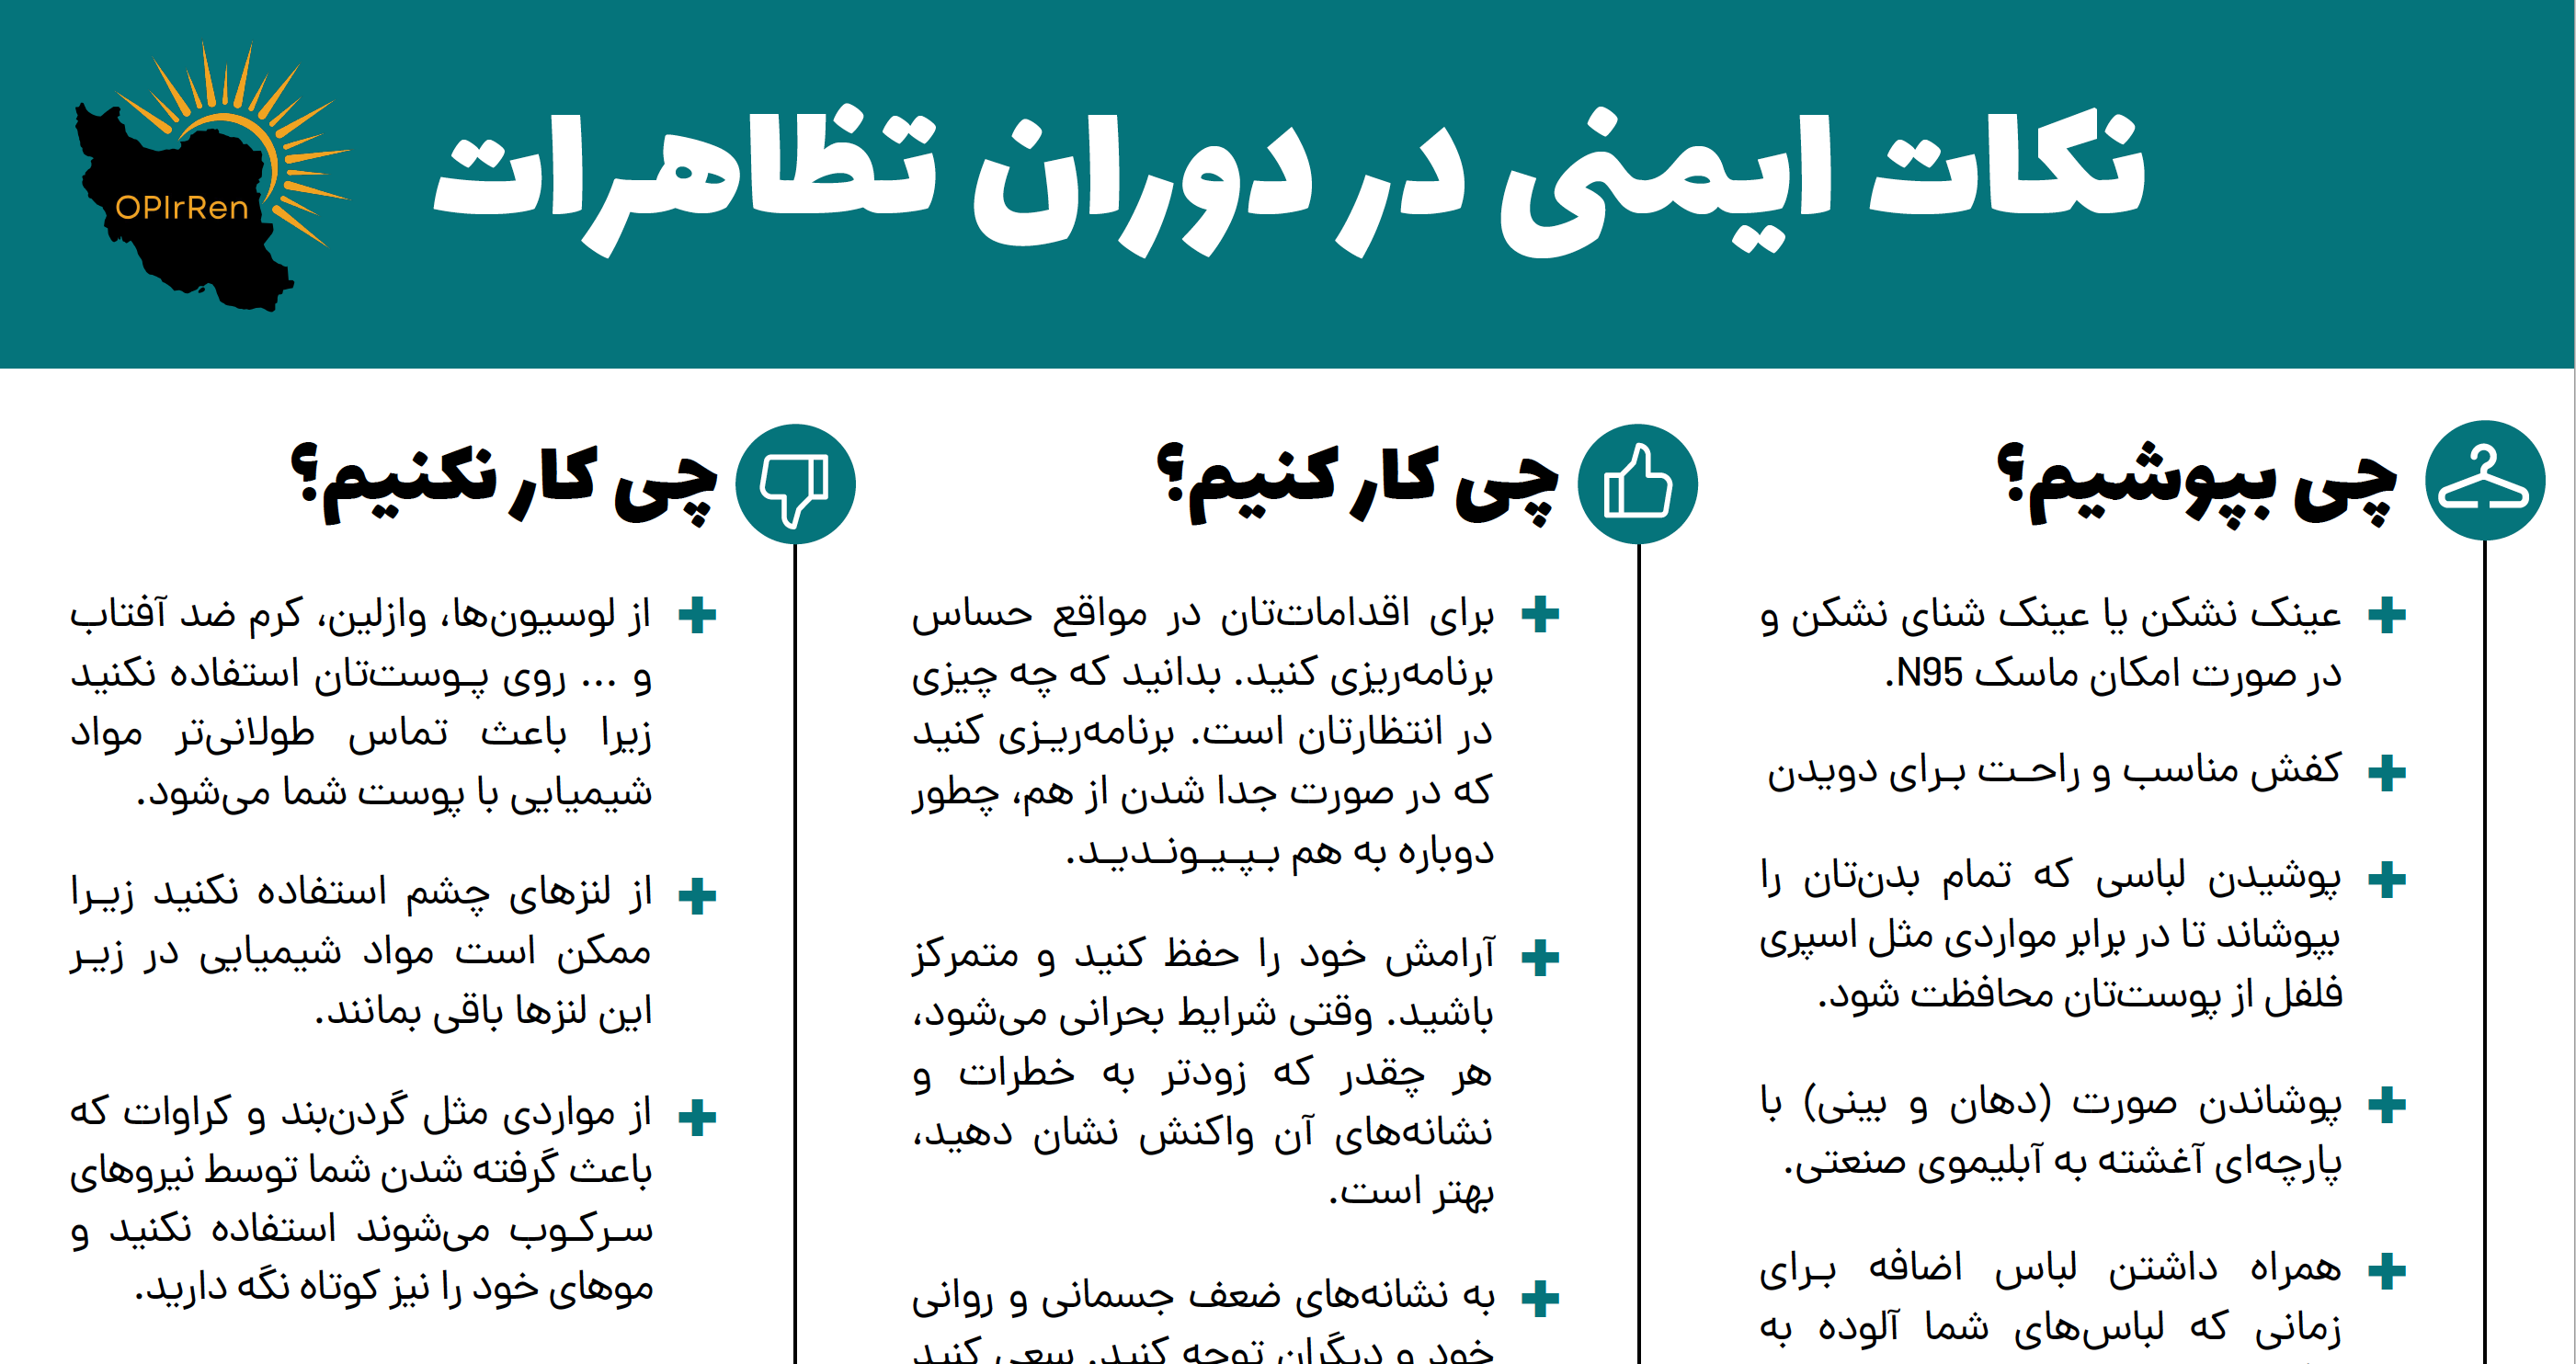 نکات ایمنی در دوران تظاهرات
OPIrRen
چی بپوشیم؟
عینک نشکن یا عینک شنای نشکن و
در صورت امکان ماسک N95.
کفش مناسب و راحـت بـرای دویدن
پوشیدن لباسی که تمام بدن‌تان را
بپوشاند تا در برابر مواردی مثل اسپری
فلفل از پوست‌تان محافظت شود.
پوشاندن صورت (دهان و بینی) با
پارچه‌ای آغشته به آبلیموی صنعتی.
همراه داشتن لباس اضافه بـرای
زمانی که لباس‌های شما آلوده به
چی کار کنیم؟
برای اقدامات‌تان در مواقع حساس
برنامه‌ریزی کنید. بدانید که چه چیزی
در انتظارتان است. برنامه‌ریـزی کنید
که در صورت جدا شدن از هم، چطور
دوباره به هم بـپـیـونـدیـد.
آرامش خود را حفظ کنید و متمرکز
باشید. وقتی شرایط بحرانی می‌شود،
هر چقدر که زودتر به خطرات و
نشانه‌های آن واکنش نشان دهید،
بهتر است.
به نشانه‌های ضعف جسمانی و روانی
خود و دیگران توجه کنید. سعی کنید
چی کار نکنیم؟
از لوسیون‌ها، وازلین، کرم ضد آفتاب
و ... روی پـوست‌تان استفاده نکنید
زیرا باعث تماس طولانی‌تر مواد
شیمیایی با پوست شما می‌شود.
از لنزهای چشم استفاده نکنید زیـرا
ممکن است مواد شیمیایی در زیـر
این لنزها باقی بمانند.
از مواردی مثل گردن‌بند و کراوات که
باعث گرفته شدن شما توسط نیروهای
سـرکـوب می‌شوند استفاده نکنید و
موهای خود را نیز کوتاه نگه دارید.